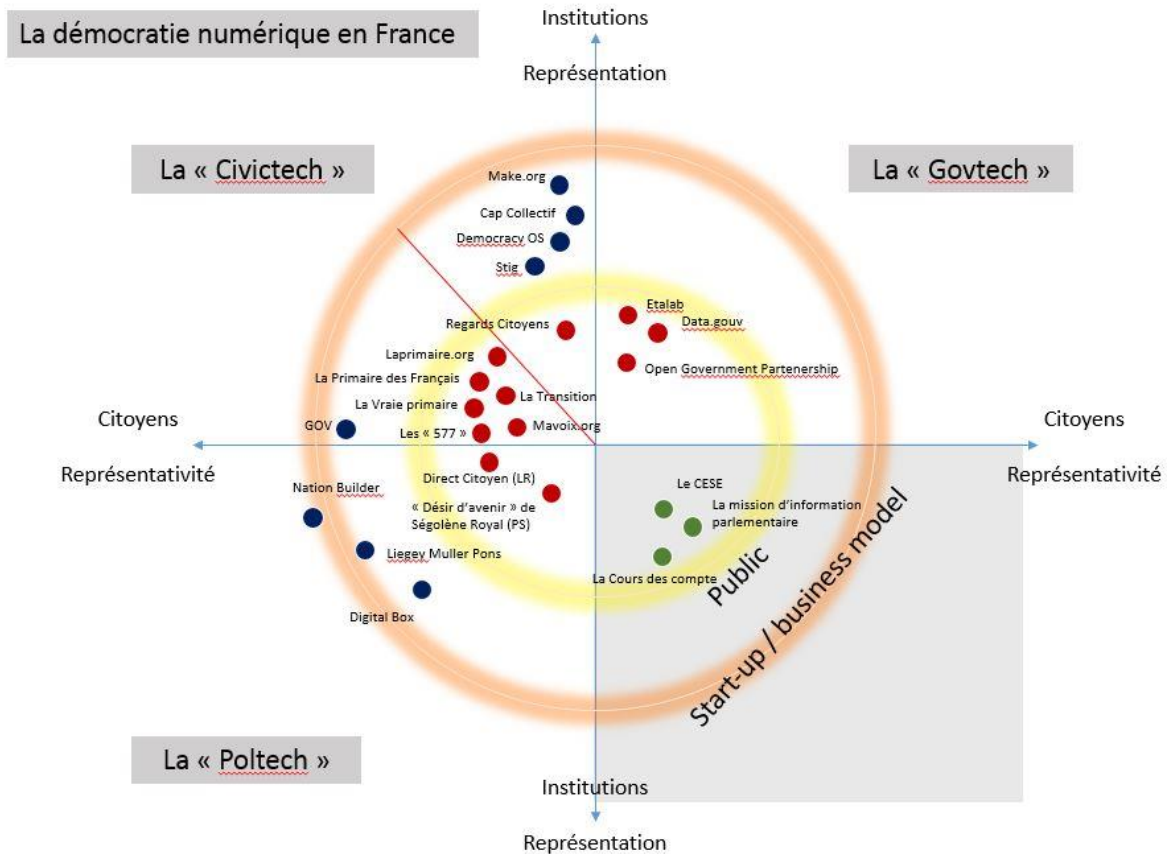 La démocratie numérique en France
Institutions
Représentation
La « Civictech »
La « Govtech »
Make.org
Cap Collectif
Democracy OS
Stig
Etalab
Regards Citoyens
Data.gouv
Laprimaire.org
Open Government Partenership
La Primaire des Français
La Transition
La Vraie primaire
Citoyens
GOV
Les « 577 »
Mavoix.org
Citoyens
Représentativité
Représentativité
Direct Citoyen (LR)
Nation Builder
« Désir d'avenir » de
Ségolène Royal (PS)
Le CESE
La mission d'information
parlementaire
Liegey Muller Pons
La Cours des compte
Public
Digital Box
Start-up / business model
La « Poltech »
Institutions
Représentation